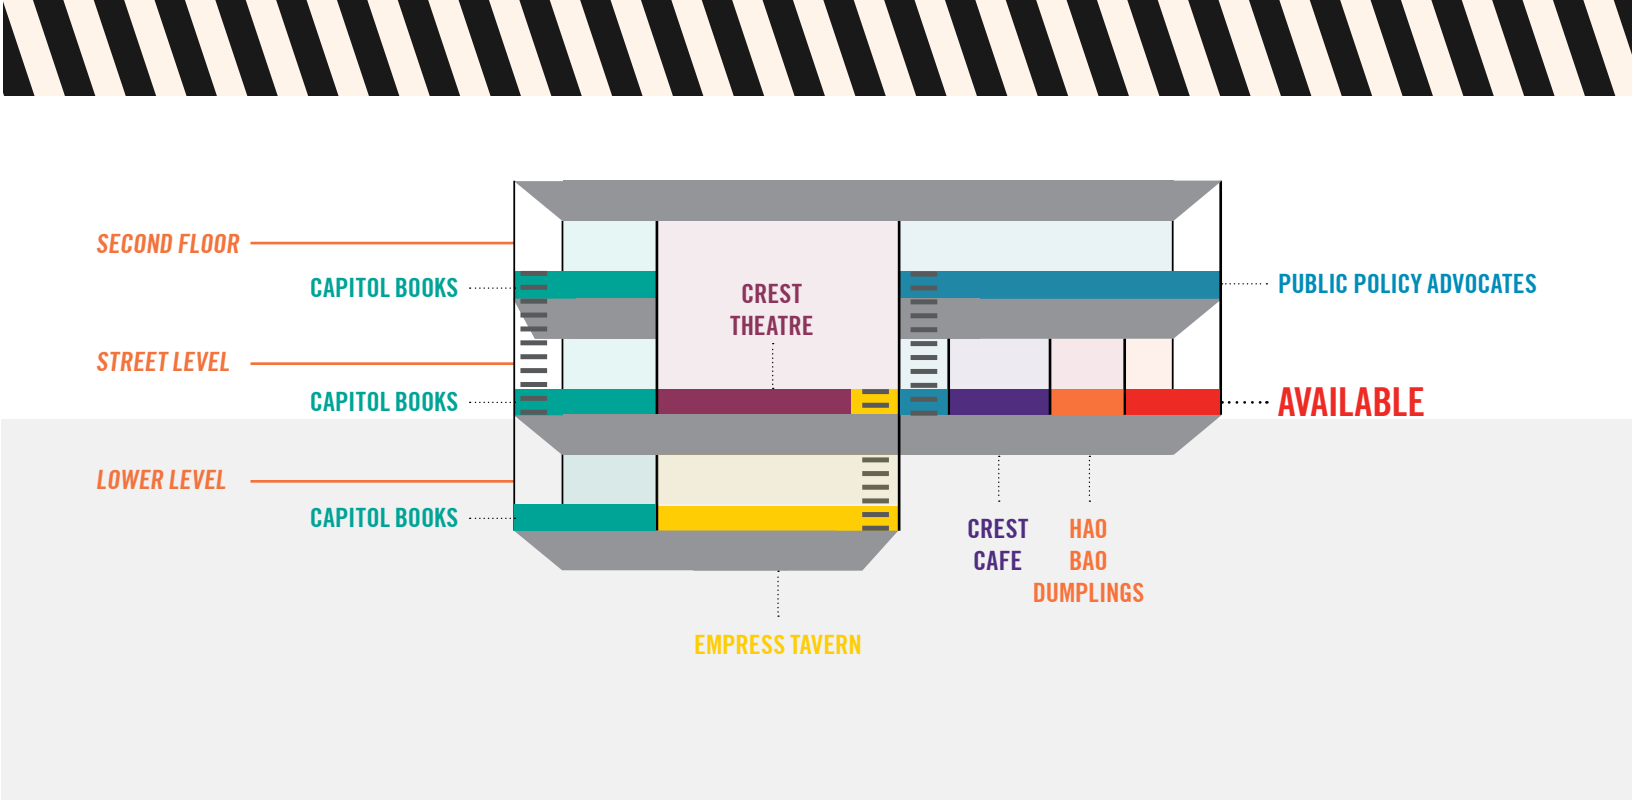 SECOND FLOOR
CAPITOL BOOKS
CREST
THEATRE
PUBLIC POLICY ADVOCATES
STREET LEVEL
CAPITOL BOOKS
AVAILABLE
LOWER LEVEL
CAPITOL BOOKS
CREST
CAFE
HAO
BAO
DUMPLINGS
EMPRESS TAVERN